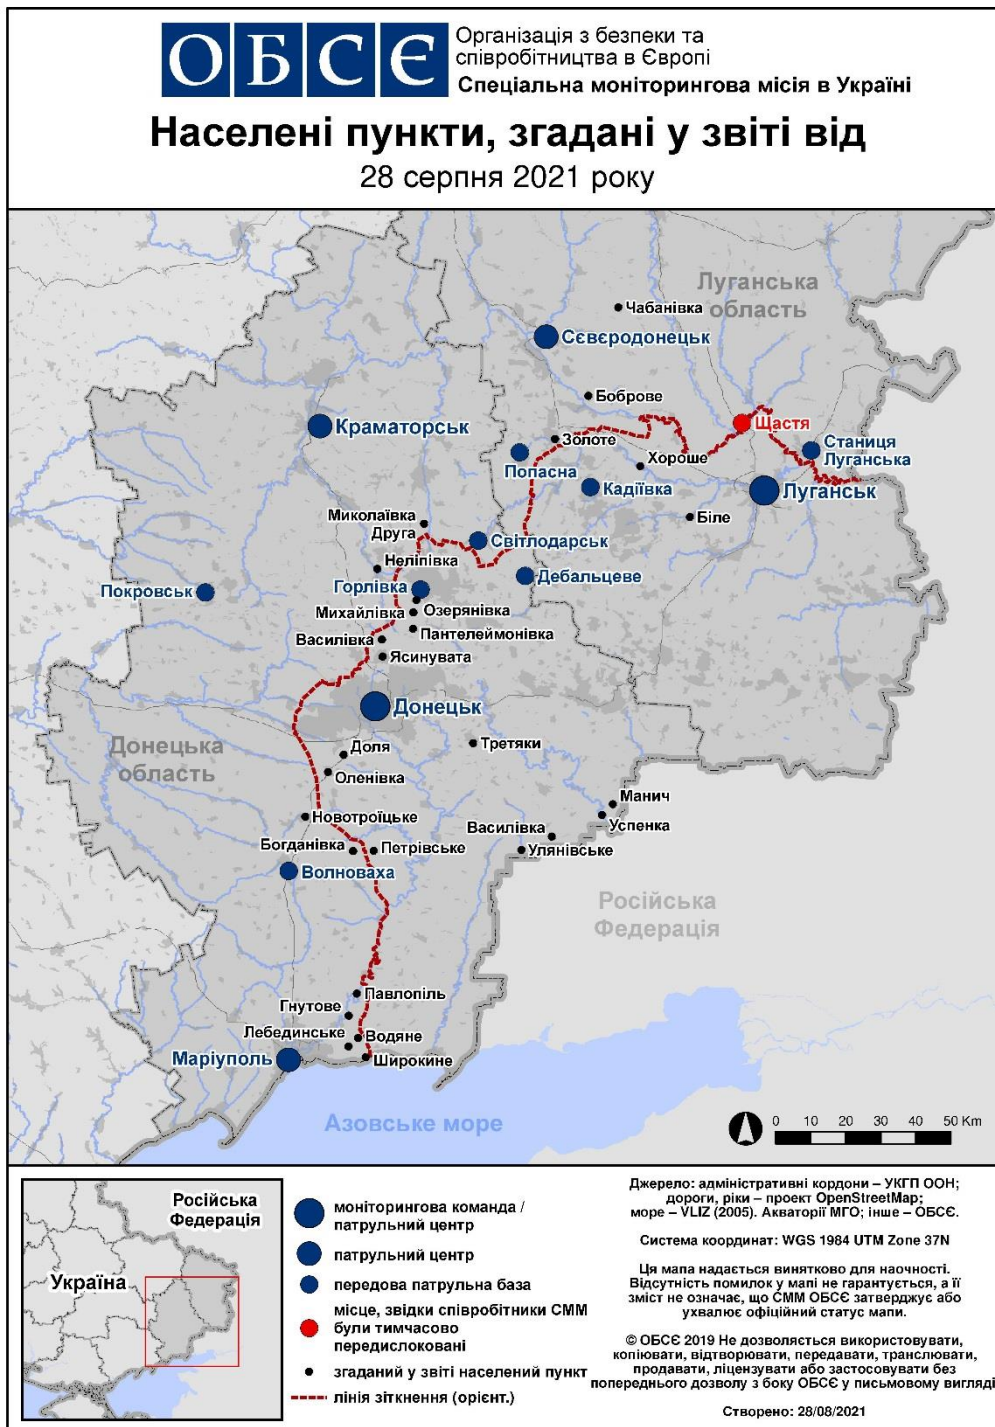 ОБСЄ
Організація з безпеки та
співробітництва в Європі
Спеціальна моніторингова місія в Україні
Населені пункти, згадані у звіті від
28 серпня 2021 року
Луганська
область
Чабанівка
Сєвєродонецьк
Боброве
Щастя
Краматорськ
Золоте
Станиця
Луганська
Попасна
Хороше
Кадіївка
Луганськ
Миколаївка
Друга
Біле
Світлодарськ
Неліпівка
Дебальцеве
Покровськ
Горлівка
Озерянівка
Михайлівка
Пантелеймонівка
Василівка
Ясинувата
Донецьк
Донецька
область
Доля
Третяки
Оленівка
Манич
Новотроїцьке
Успенка
Василівка
Богданівка
Петрівське
Улянівське
Волноваха
Російська
Федерація
Павлопіль
Гнутове
Лебединське
Водяне
Маріуполь
Широкине
Азовське море
0 10 20 30 40 50 Km
Російська
Федерація
Україна
моніторингова команда /
патрульний центр
патрульний центр
передова патрульна база
місце, звідки співробітники СММ
були тимчасово
передислоковані
згаданий у звіті населений пункт
лінія зіткнення (орієнт.)
Джерело: адміністративні кордони – УКГП ООН;
дороги, ріки – проект OpenStreetMap;
море – VLIZ (2005). Акваторії МГО; інше – ОБСЄ.
Система координат: WGS 1984 UTM Zone 37N
Ця мапа надається винятково для наочності.
Відсутність помилок у мапі не гарантується, а її
зміст не означає, що СММ ОБСЄ затверджує або
ухвалює офіційний статус мапи.
© ОБСЄ 2019 Не дозволяється використовувати,
копіювати, відтворювати, передавати, транслювати,
продавати, ліцензувати або застосовувати без
попереднього дозволу з боку ОБСЄ у письмовому вигляді
Створено: 28/08/2021